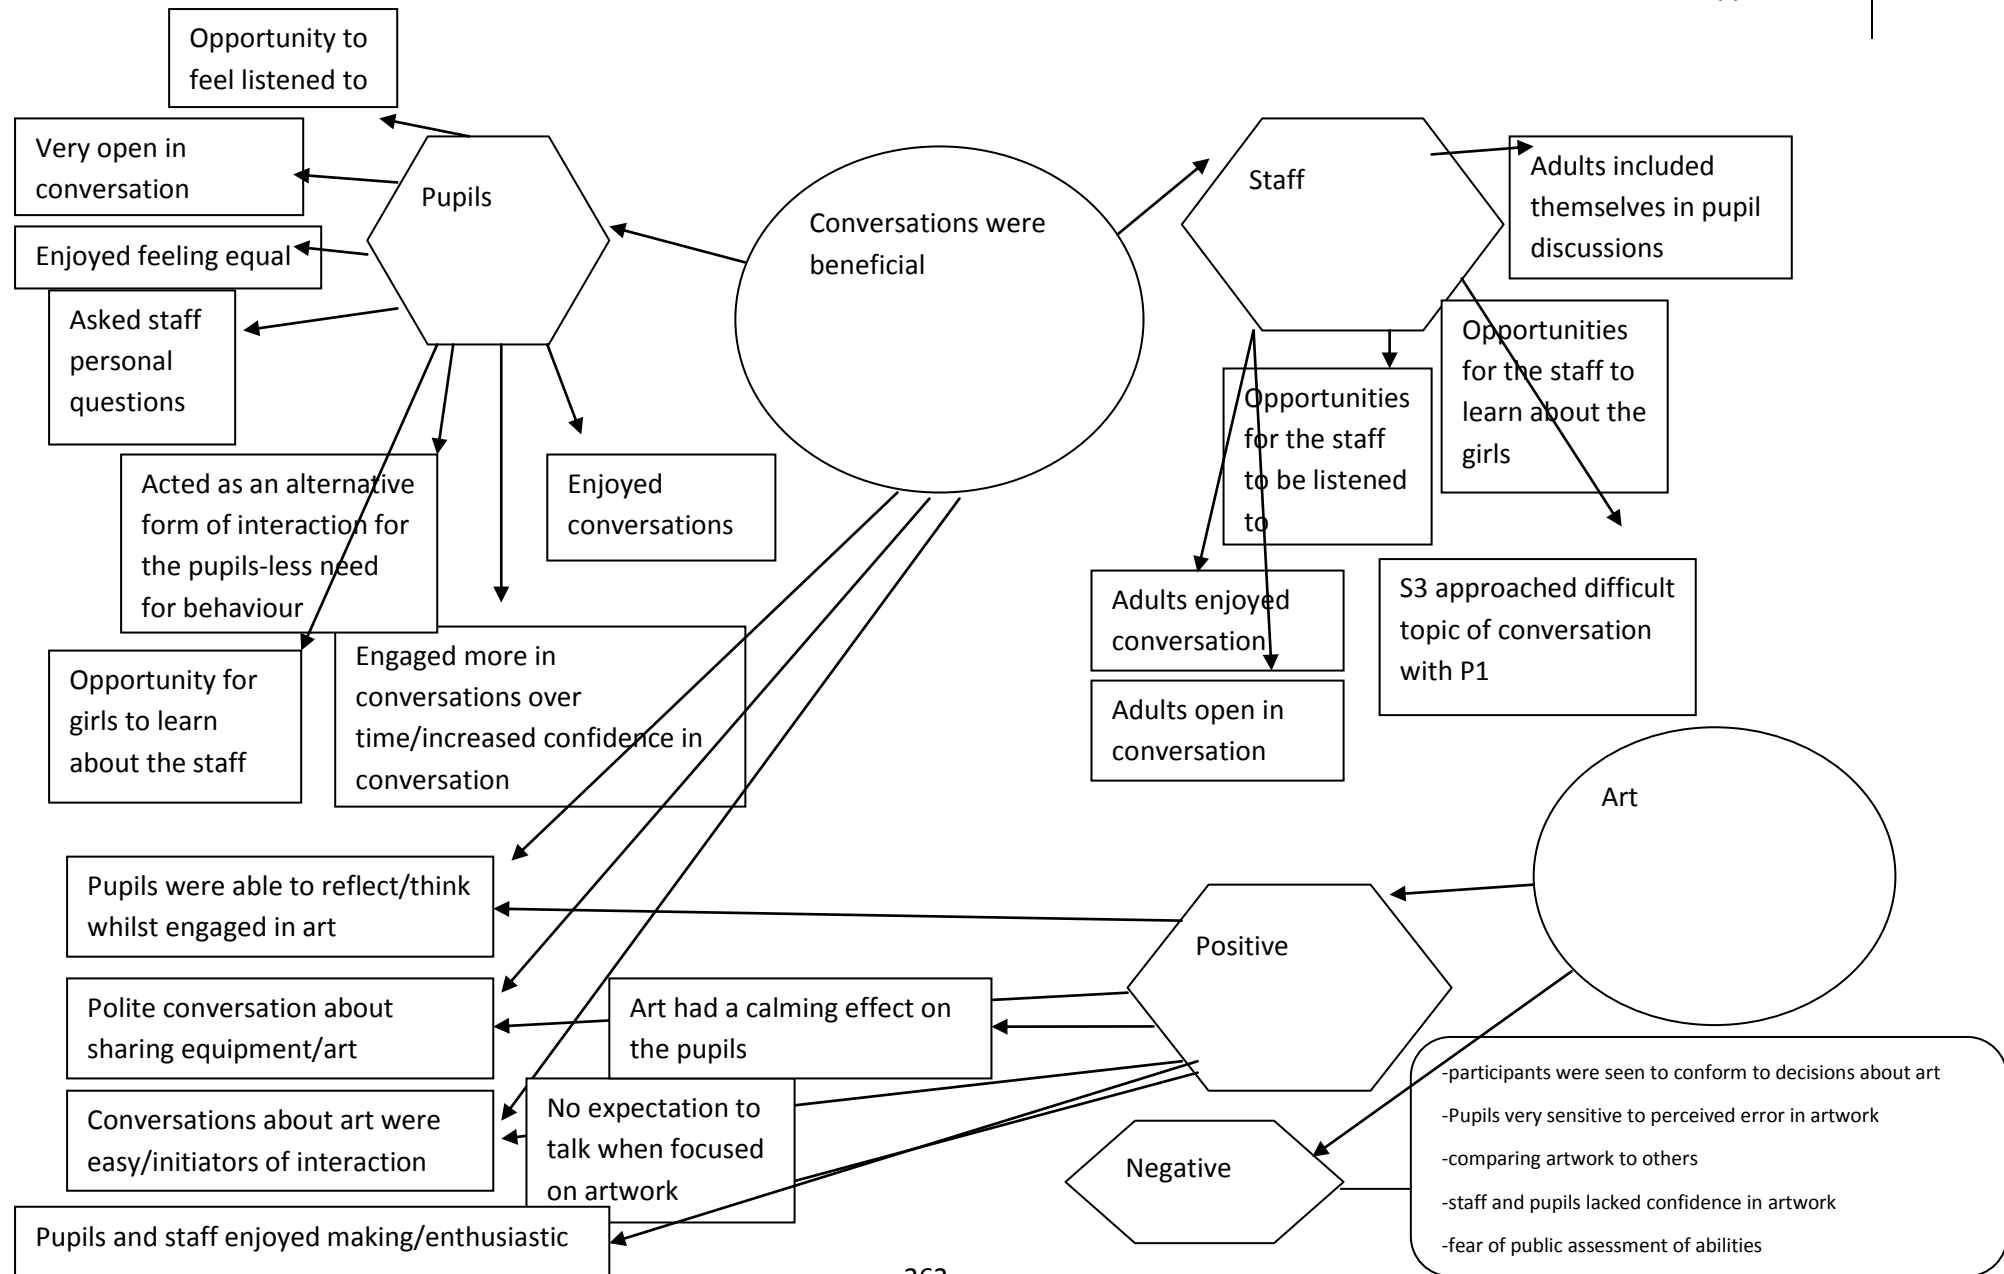 Opportunity to
feel listened to
Very open in
conversation
Enjoyed feeling equal
Asked staff
personal
questions
Pupils
Conversations were
beneficial
Staff
Adults included
themselves in pupil
discussions
Opportunities
for the staff to
learn about the
girls
Opportunities
for the staff
to be listened
to
Acted as an alternative
form of interaction for
the pupils-less need
for behaviour
Enjoyed
conversations
Opportunity for
girls to learn
about the staff
Engaged more in
conversations over
time/increased confidence in
conversation
Adults enjoyed
conversation
Adults open in
conversation
S3 approached difficult
topic of conversation
with P1
Art
Pupils were able to reflect/think
whilst engaged in art
Positive
Polite conversation about
sharing equipment/art
Art had a calming effect on
the pupils
Conversations about art were
easy/initiators of interaction
No expectation to
talk when focused
on artwork
Pupils and staff enjoyed making/enthusiastic
Negative
-participants were seen to conform to decisions about art
-Pupils very sensitive to perceived error in artwork
-comparing artwork to others
-staff and pupils lacked confidence in artwork
-fear of public assessment of abilities